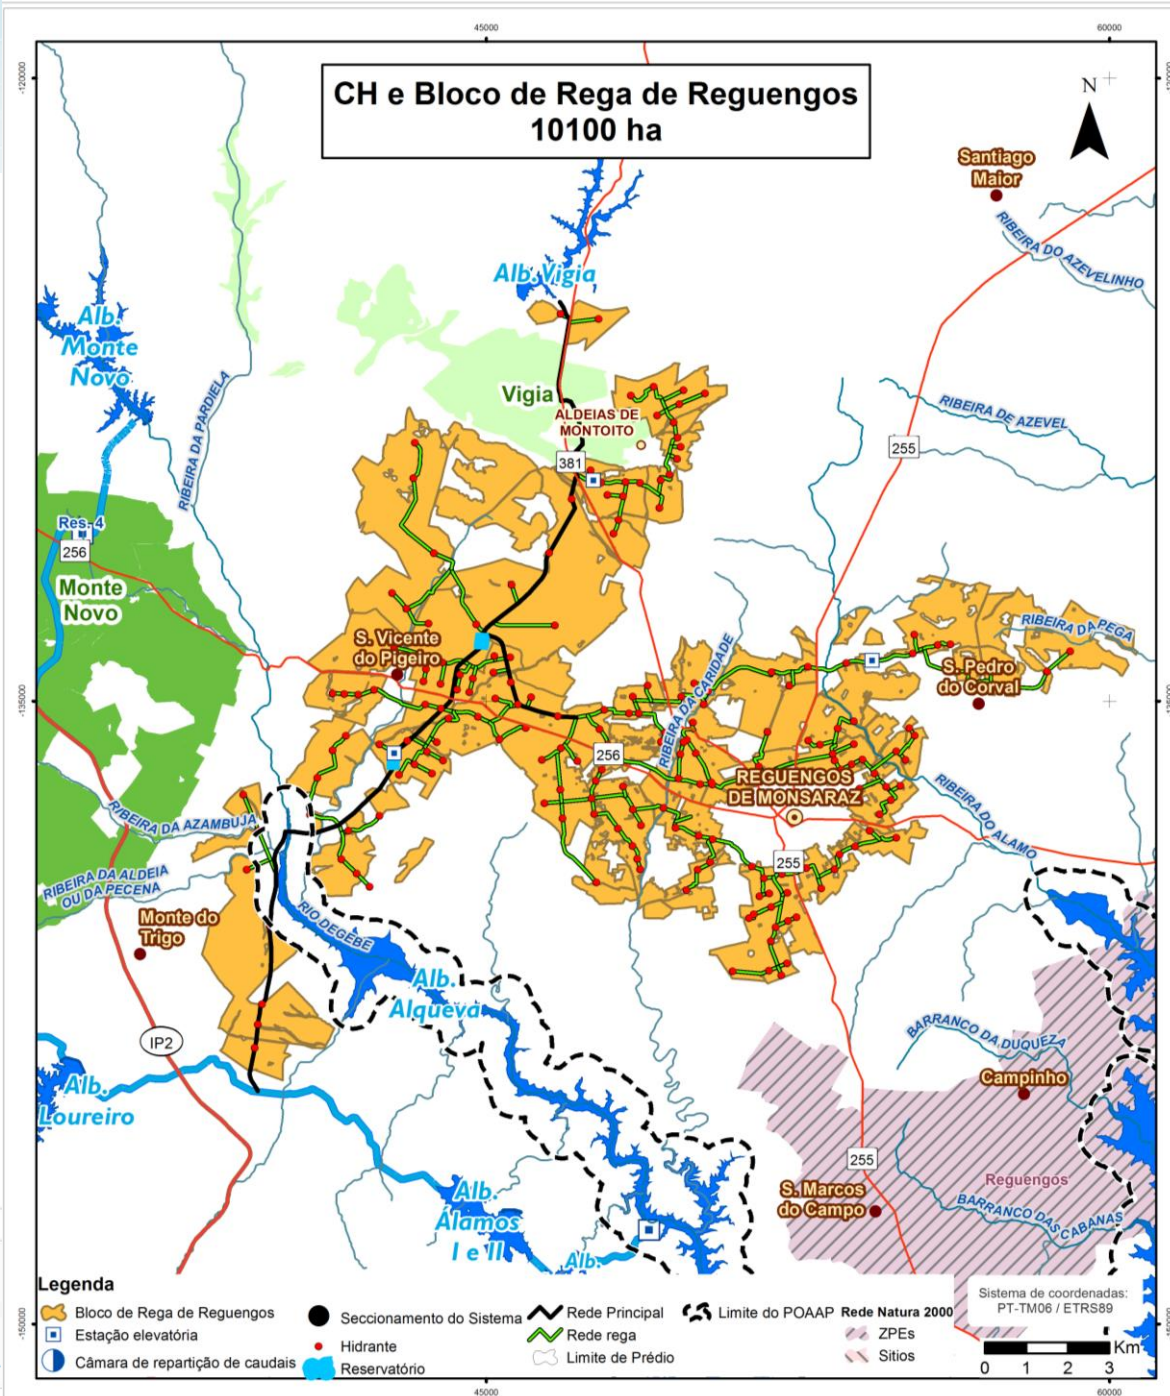 45000
60000
-120000
CH e Bloco de Rega de Reguengos
10100 ha
N
Santiago
Maior
RIBEIRA DO AZEVELINHO
Alb. Vigia
Alb.
Monte
Novo
RIBEIRA DA PARDIELA
Vigia
ALDEIAS DE
MONTOITO
RIBEIRA DE AZEVEL
381
255
Res. 4
256
Monte
Novo
S. Vicente
do Pigeiro
RIBEIRA DA PEGA
S. Pedro
do Corval
-135000
RIBEIRA DA CARIDADE
256
REGUENGOS
DE MONSARAZ
RIBEIRA DO ALAMO
RIBEIRA DA AZAMBUJA
255
RIBEIRA DA ALDEIA
OU DA PECENA
Monte do
Trigo
RIO DEGEBE
Alb.
Alqueva
IP2
BARRANCO DA DUQUEZA
Campinho
Alb.
Loureiro
255
Reguengos
Alb.
Álamos
I e II
S. Marcos
do Campo
BARRANCO DAS CABANAS
Alb.
Legenda
Bloco de Rega de Reguengos
Estação elevatória
Câmara de repartição de caudais
Seccionamento do Sistema
Hidrante
Reservatório
Rede Principal
Rede rega
Limite de Prédio
Limite do POAAP
Rede Natura 2000
ZPEs
Sitios
Sistema de coordenadas:
PT-TM06 / ETRS89
Km
0 1 2 3
-150000
45000
60000